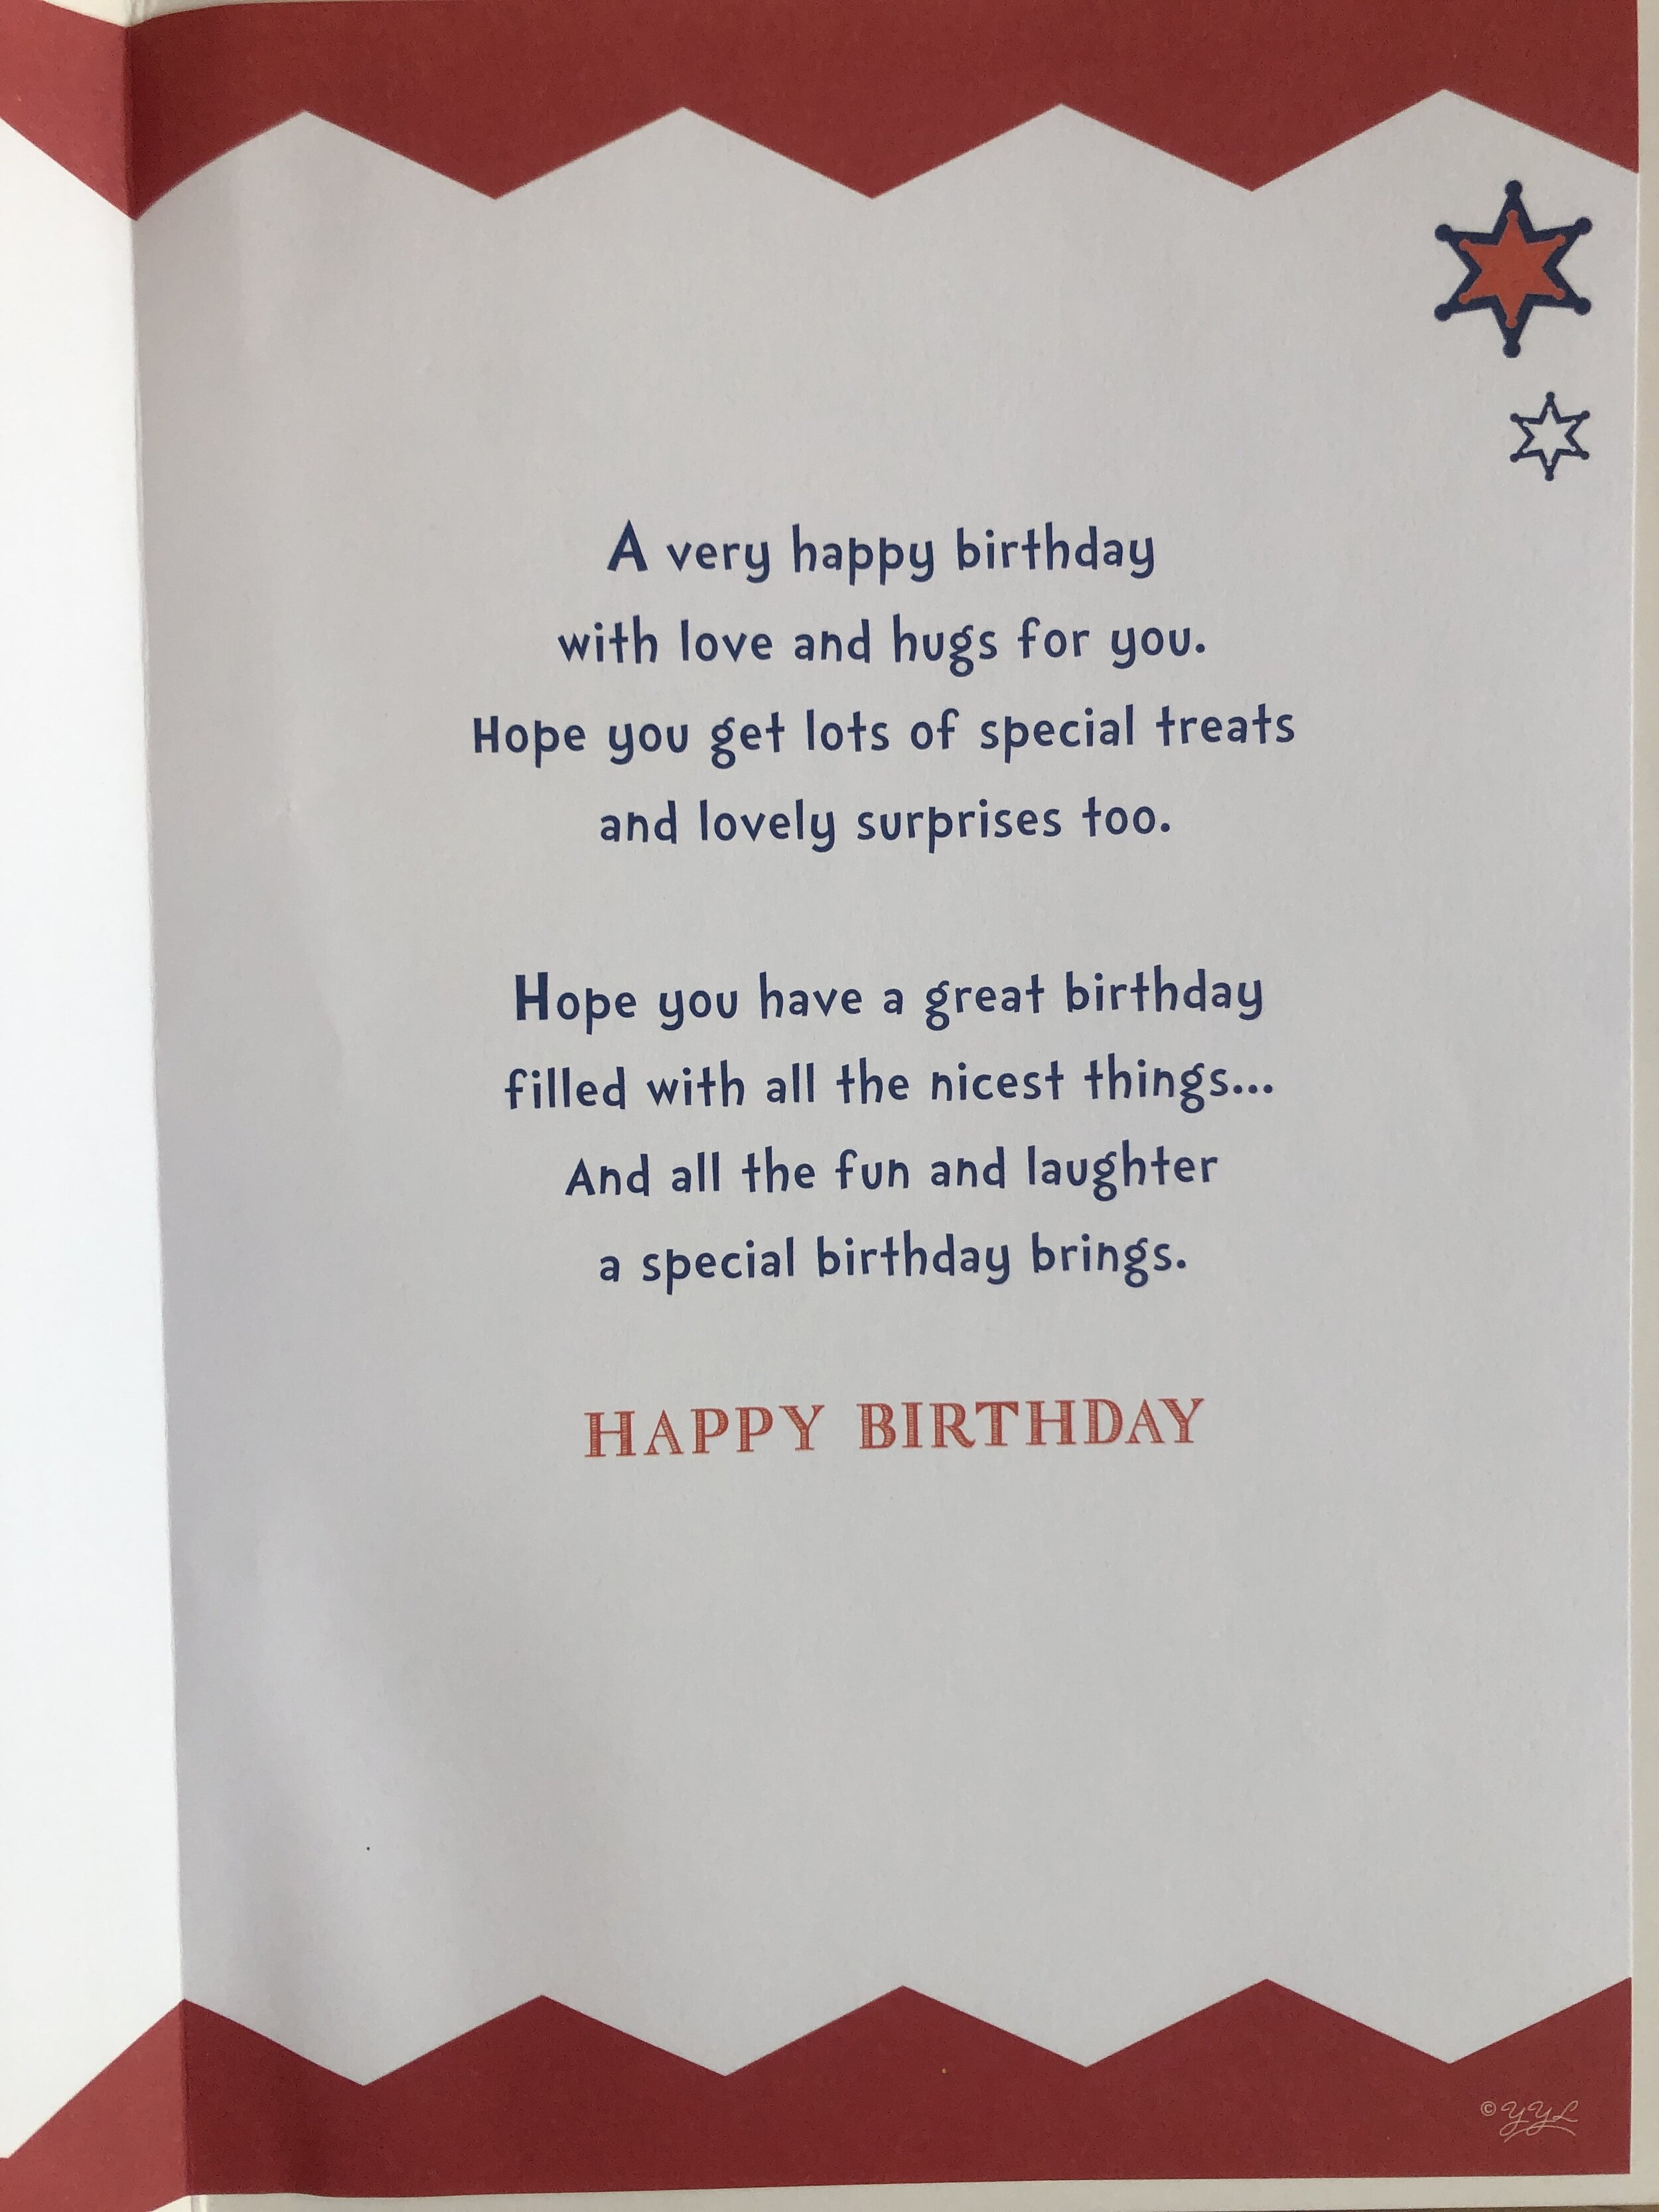 A very happy birthday
with love and hugs for you.
Hope you get lots of special treats
and lovely surprises too.
Hope you have a great birthday
filled with all the nicest things...
And all the fun and laughter
a special birthday brings.
HAPPY BIRTHDAY
©YYL